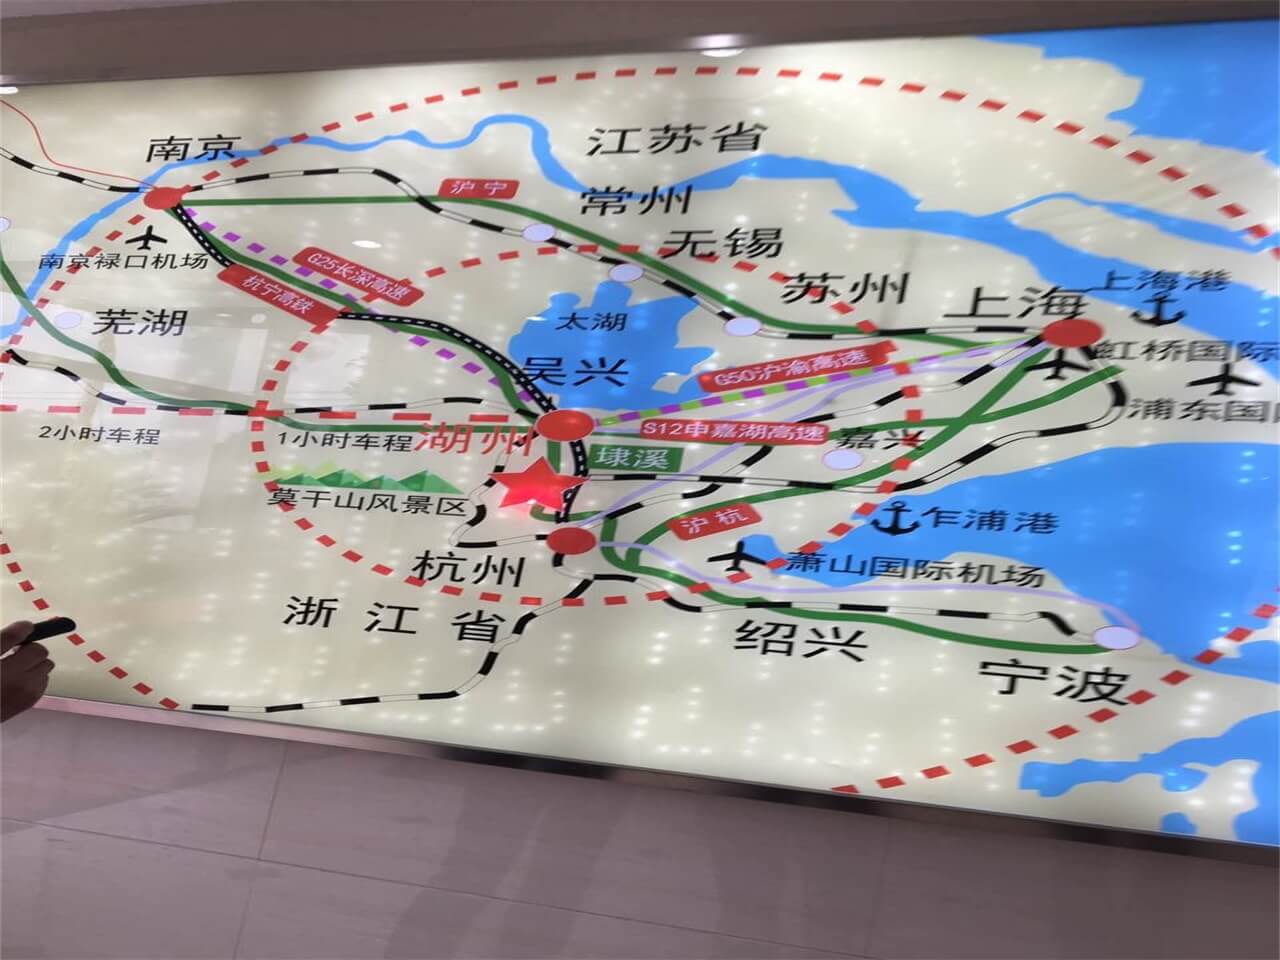 江苏省
南京
沪宁
常州
无锡
南京禄口机场
G25长深高速
杭宁高铁
苏州
上海港
上海
芜湖
太湖
虹桥国际
吴兴
G50沪渝高速
浦东国
2小时车程
1小时车程
湖州
S12申嘉湖高速
嘉兴
埭溪
莫干山风景区
沪杭
乍浦港
杭州
萧山国际机场
浙江省
绍兴
宁波